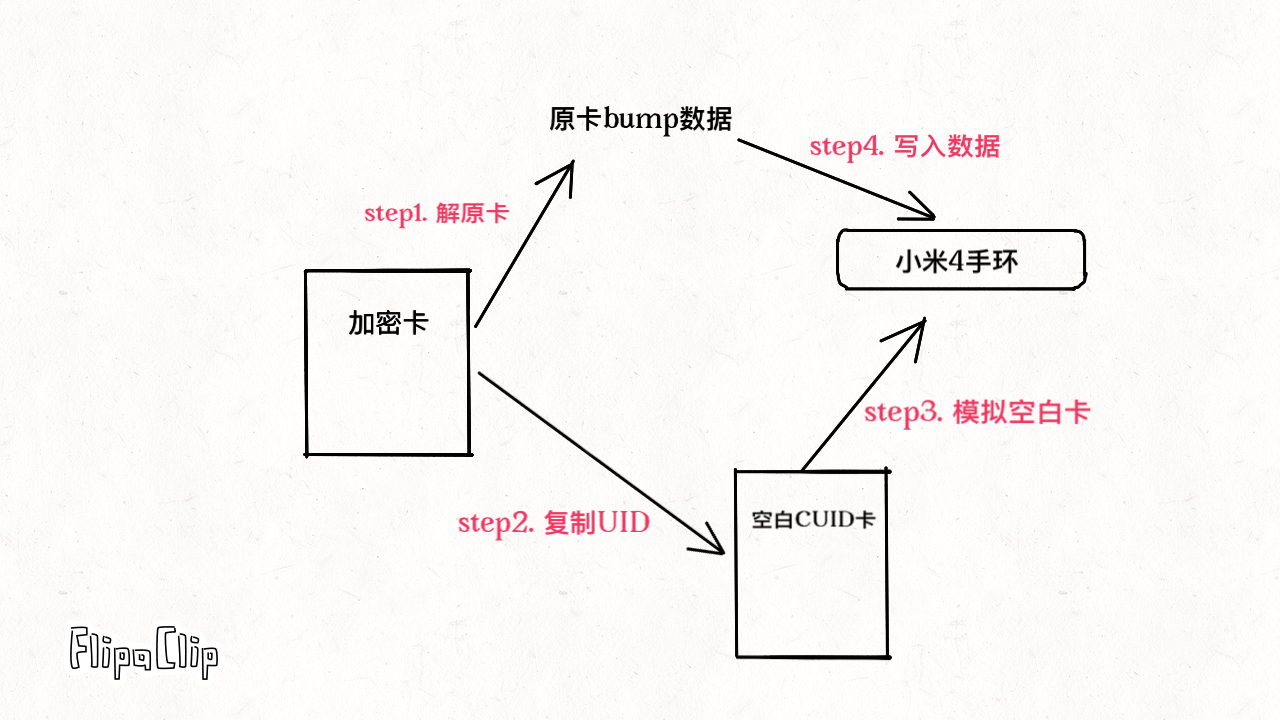 原卡bump数据
step4. 写入数据
step1. 解原卡
小米4手环
加密卡
step3. 模拟空白卡
step2. 复制UID
空白CUID卡
FlipaClip